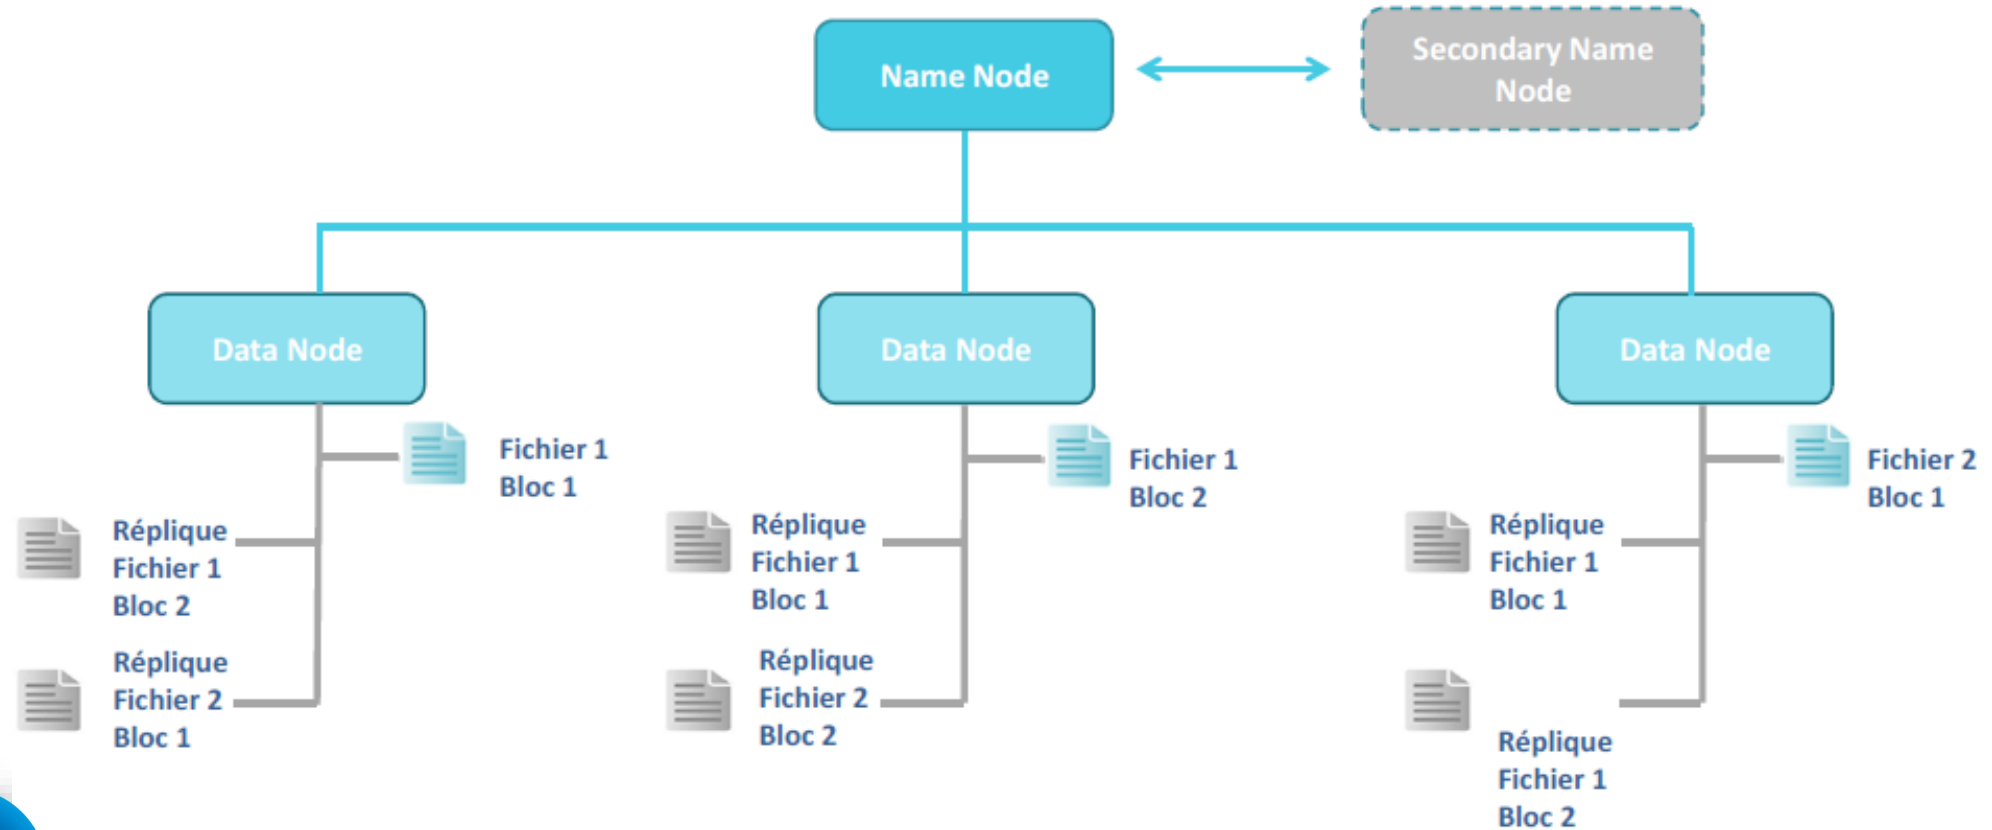 Name Node
Secondary Name
Node
Data Node
Data Node
Data Node
Fichier 1
Bloc 1
Réplique
Fichier 1
Bloc 2
Réplique
Fichier 2
Bloc 1
Fichier 1
Bloc 2
Réplique
Fichier 1
Bloc 1
Réplique
Fichier 2
Bloc 2
Fichier 2
Bloc 1
Réplique
Fichier 1
Bloc 1
Réplique
Fichier 1
Bloc 2